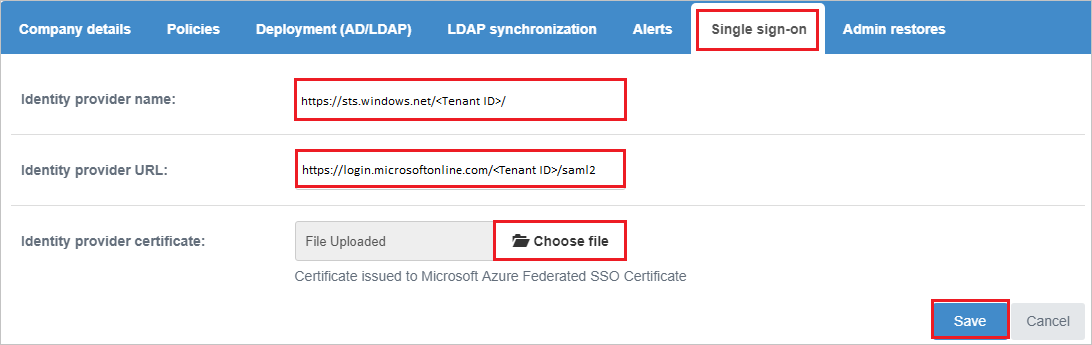 Company details Policies Deployment (AD/LDAP) LDAP synchronization Alerts Single sign-on Admin restores
Identity provider name: https://sts.windows.net/<Tenant ID>/
Identity provider URL: https://login.microsoftonline.com/<Tenant ID>/saml2
Identity provider certificate: File Uploaded Choose file
Certificate issued to Microsoft Azure Federated SSO Certificate
Save Cancel